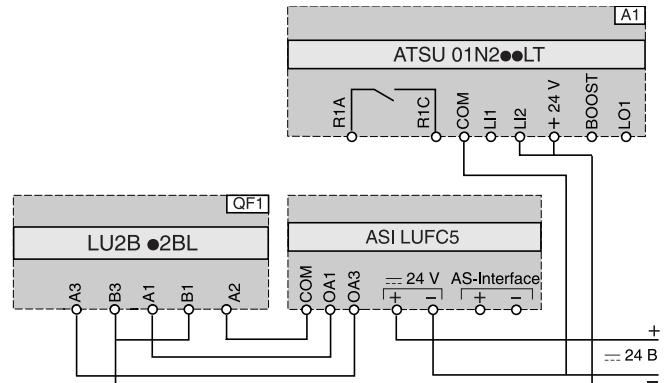 A1
ATSU 01N2●●LT
R1A R1C COM LI1 LI2 + 24 V BOOST LO1
QF1
LU2B ●2BL
ASI LUFC5
A3 B3 A1 B1 A2
COM OA1 OA3
24 V AS-Interface
+ − + −
+
24 B
−